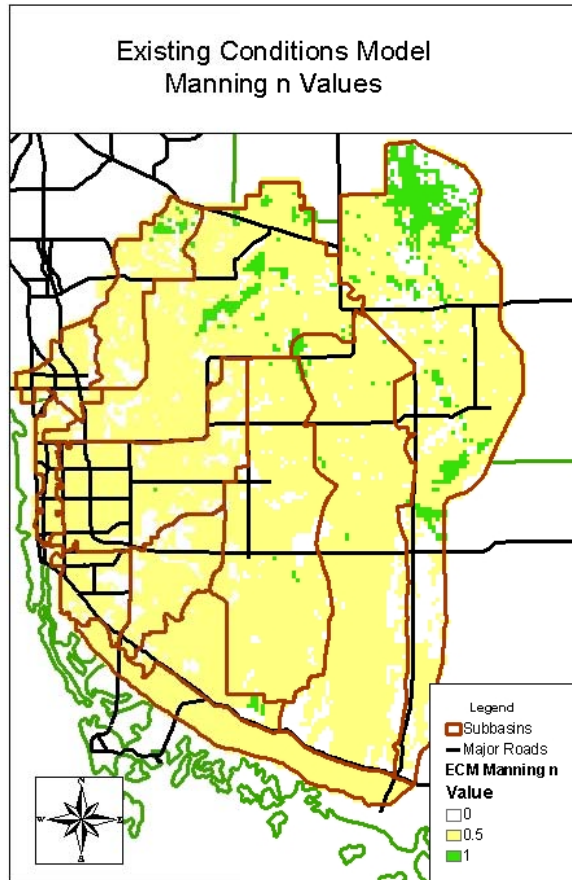 Existing Conditions Model
Manning n Values
Legend
Subbasins
Major Roads
ECM Manning n
Value
0
0.5
1
N
W
E
S